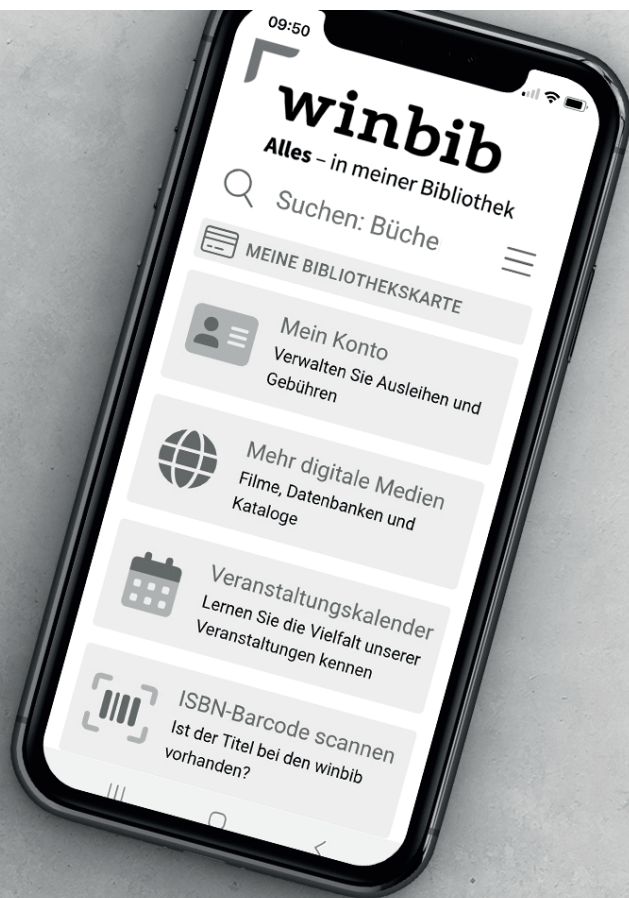 09:50
winbib
Alles – in meiner Bibliothek
Suchen: Büche
MEINE BIBLIOTHEKSKARTE
Mein Konto
Verwalten Sie Ausleihen und
Gebühren
Mehr digitale Medien
Filme, Datenbanken und
Kataloge
Veranstaltungskalender
Lernen Sie die Vielfalt unserer
Veranstaltungen kennen
ISBN-Barcode scannen
Ist der Titel bei den winbib
vorhanden?